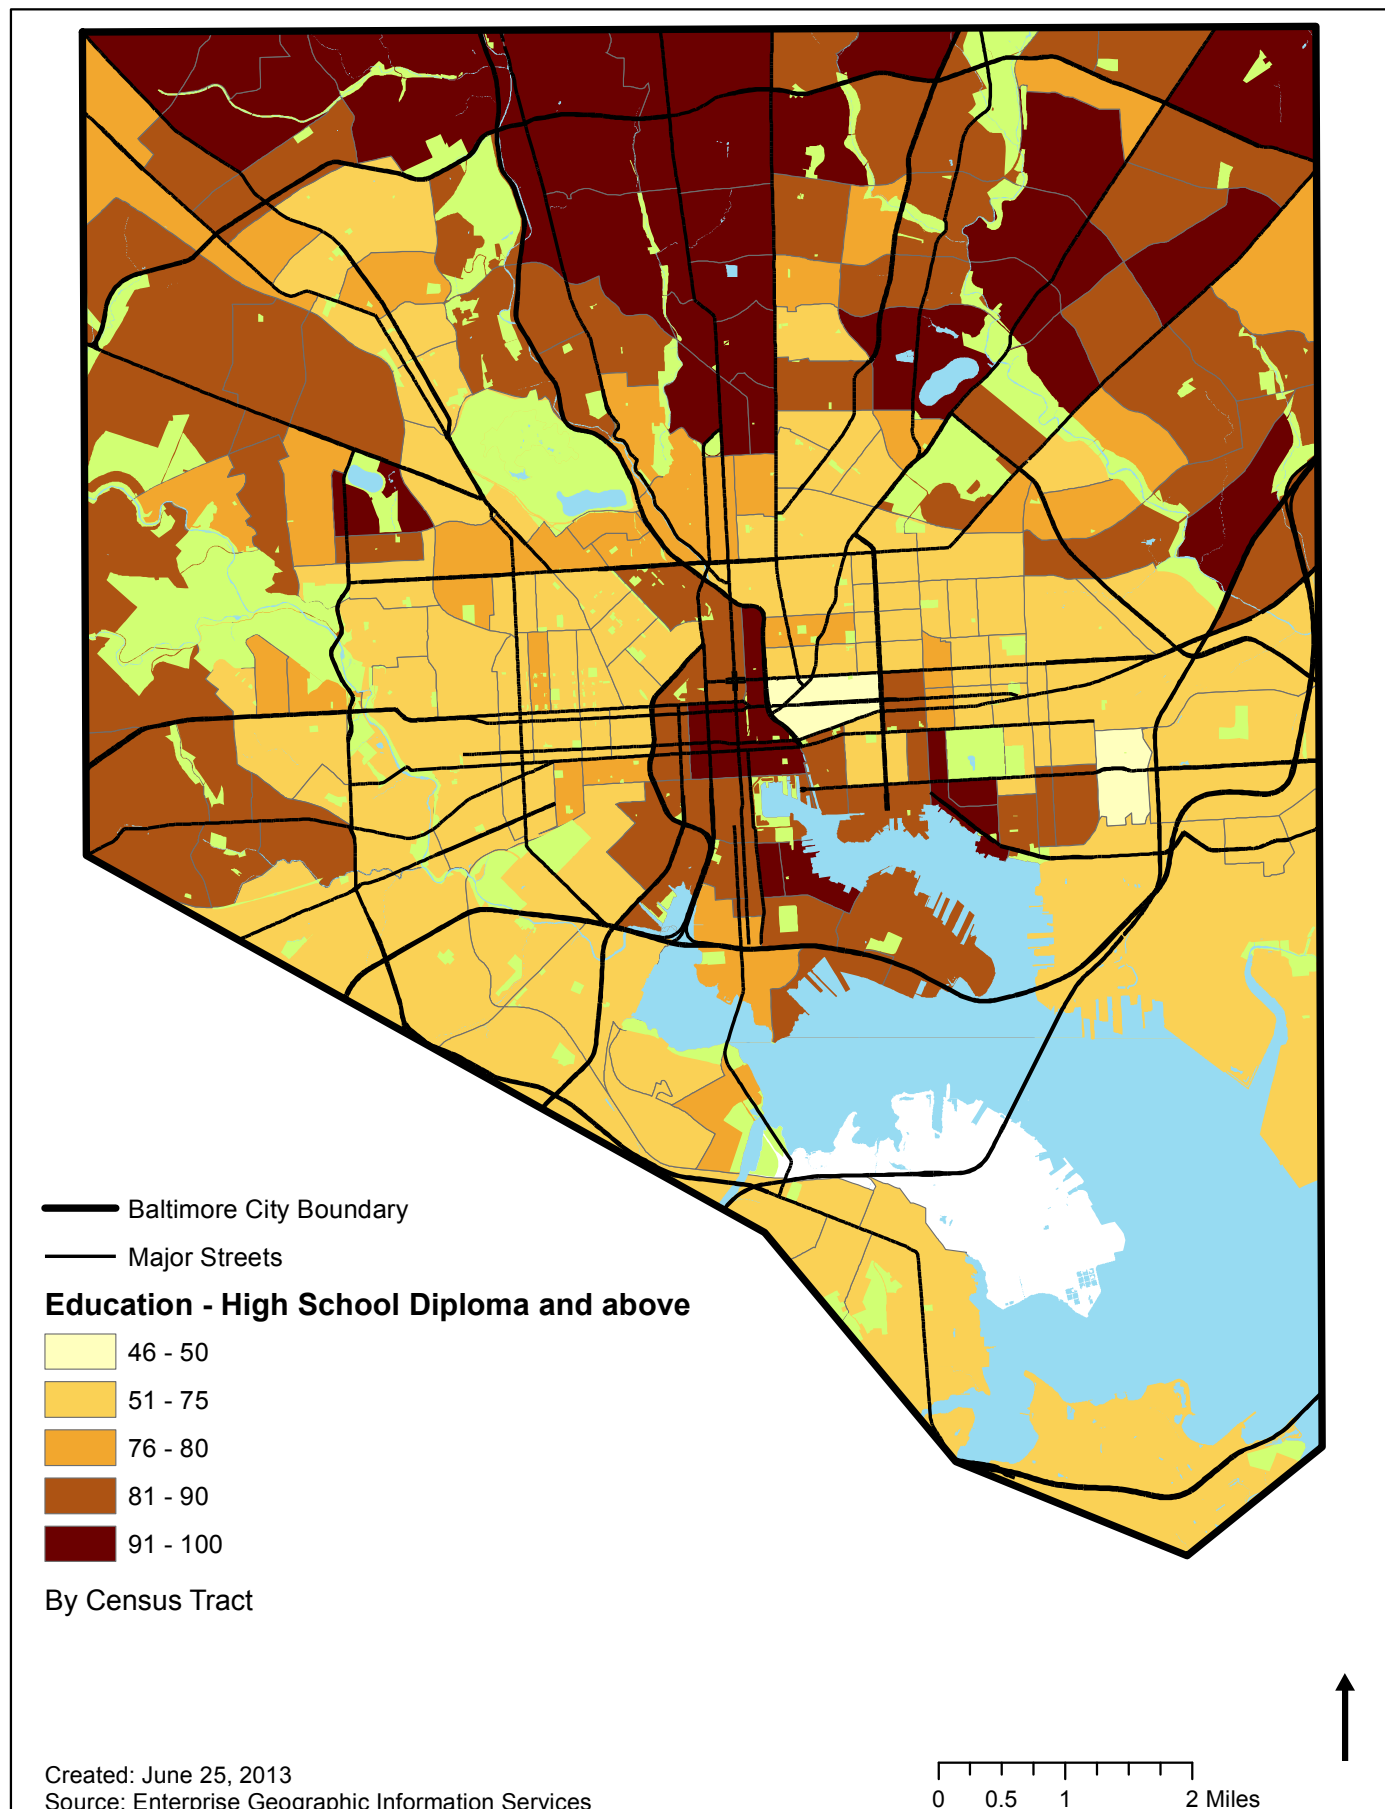 Baltimore City Boundary
Major Streets
Education - High School Diploma and above
46 - 50
51 - 75
76 - 80
81 - 90
91 - 100
By Census Tract
Created: June 25, 2013
Source: Enterprise Geographic Information Services
0 0.5 1 2 Miles